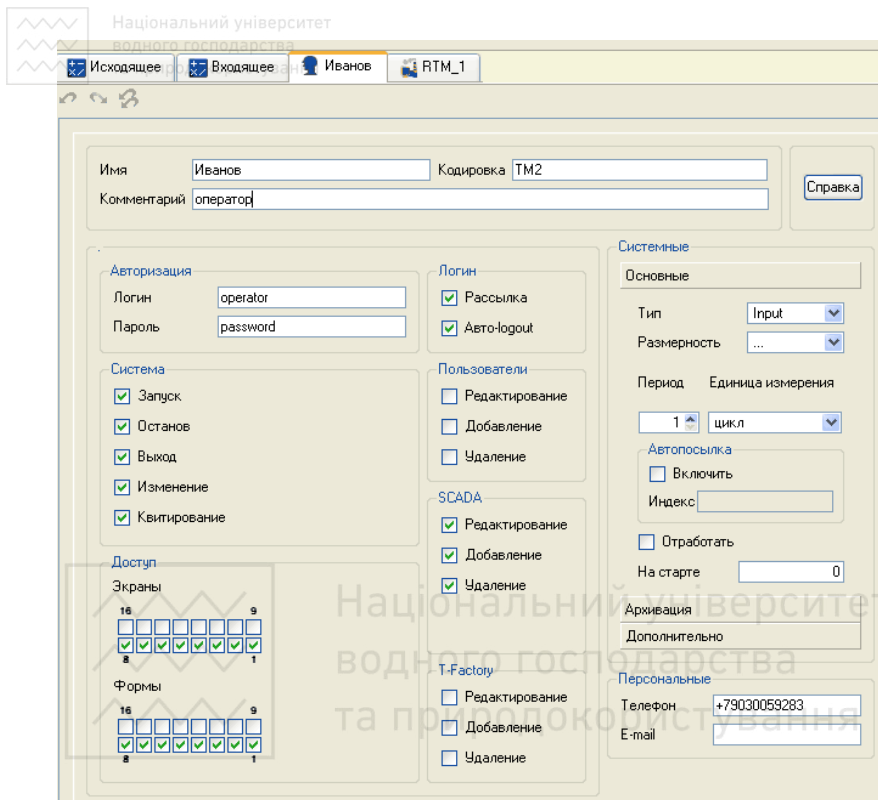 Національний університет
водного господарства
Исходящее Входящее Иванов RTM_1
Имя Иванов Кодировка TM2
Справка
Комментарий оператор
Авторизация
Логин operator
Пароль password
Система
Запуск
Останов
Выход
Изменение
Квитирование
Доступ
Экраны
16 9
8 1
Формы
16 9
8 1
Логин
Рассылка
Авто-logout
Пользователи
Редактирование
Добавление
Удаление
SCADA
Редактирование
Добавление
Удаление
T-Factory
Редактирование
Добавление
Удаление
Системные
Основные
Тип Input
Размерность ...
Период Единица измерения
1 цикл
Автопосылка
Включить
Индекс
Отработать
На старте 0
Архивация
Дополнительно
Персональные
Телефон +79030059283
E-mail
Національний університет
водного господарства
та природокористування